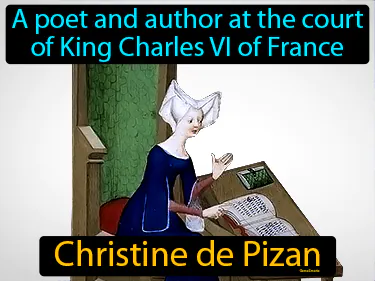 A poet and author at the court
of King Charles VI of France
Christine de Pizan